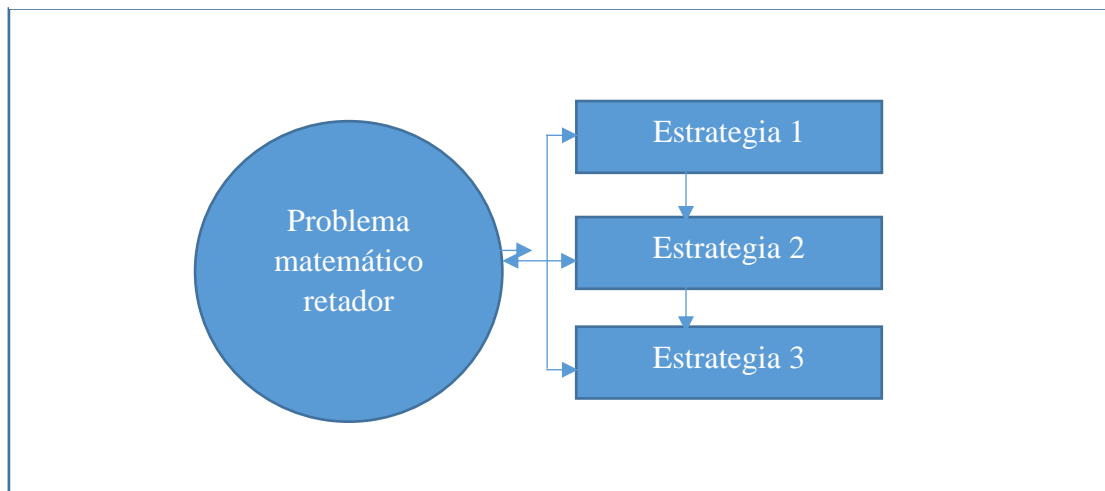 Problema
matemático
retador
Estrategia 1
Estrategia 2
Estrategia 3